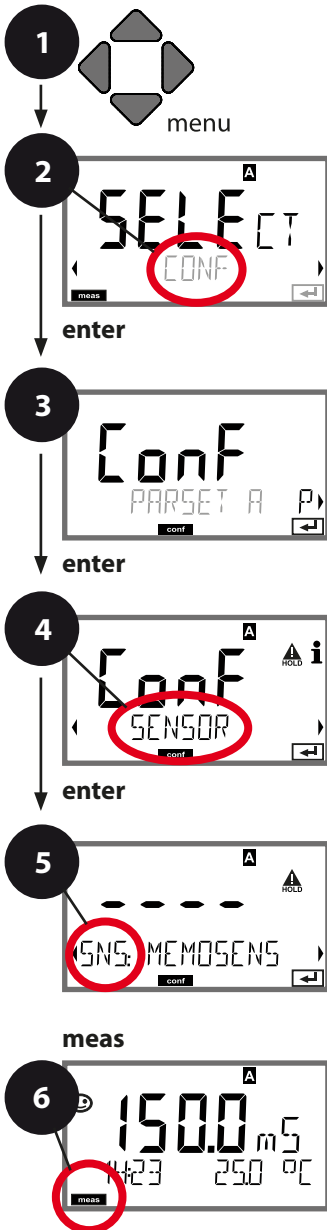 1
menu
2
A
SELECT
CONF
meas
enter
3
ConF
PARSET A P
conf
enter
4
A
ConF
HOLD
i
SENSOR
conf
enter
5
A
HOLD
----
SNS: MEMOSENS
conf
meas
6
A
150.0 mS
14:23 25.0 °C
meas